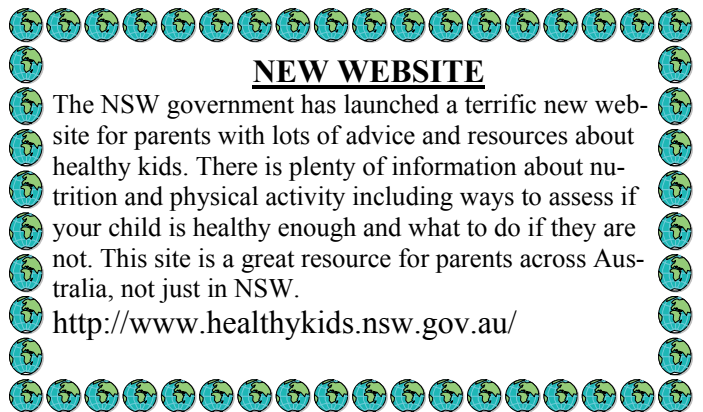 NEW WEBSITE
The NSW government has launched a terrific new web-
site for parents with lots of advice and resources about
healthy kids. There is plenty of information about nu-
trition and physical activity including ways to assess if
your child is healthy enough and what to do if they are
not. This site is a great resource for parents across Aus-
tralia, not just in NSW.
http://www.healthykids.nsw.gov.au/